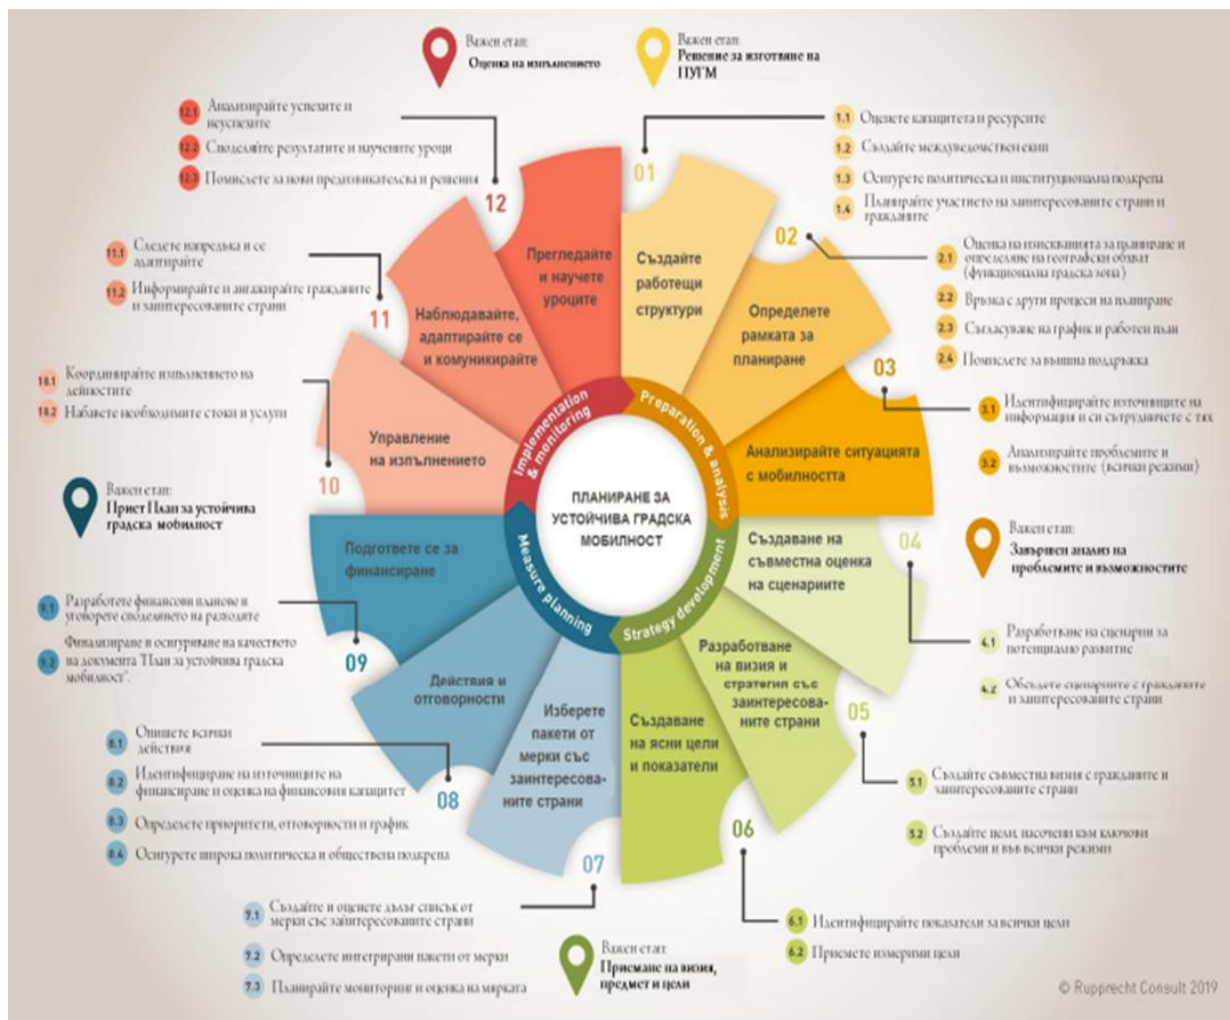 Важен етап:
Оценка на изпълнението
Важен етап:
Решение за изготвяне на
ПУГМ
12.1 Анализирайте успехите и
неуспехите
12.2 Споделяйте резултатите и научените уроци
12.3 Помислете за нови предизвикателсва и решения
1.1 Оценете капацитета и ресурсите
1.2 Създайте междуведомствен екип
1.3 Осигурете политическа и институционална подкрепа
1.4 Планирайте участието на заинтересованите страни и
гражданите
11.1 Следете напредъка и се
адаптирайте
11.2 Информирайте и ангажирайте гражданите
и заинтересованите страни
2.1 Оценка на изискванията за планиране и
определяне на географски обхват
(функционална градска зона)
2.2 Връзка с други процеси на планиране
2.3 Съгласуване на график и работен план
2.4 Помислете за външна поддръжка
10.1 Координирайте изпълнението на
дейностите
10.2 Набавете необходимите стоки и услуги
3.1 Идентифицирайте източниците на
информация и си сътрудничете с тях
3.2 Анализирайте проблемите и
възможностите (всички режими)
Важен етап:
Приет План за устойчива
градска мобилност
Важен етап:
Завършен анализ на
проблемите и възможностите
01
Създайте
работещи
структури
02
Определете
рамката за
планиране
03
Анализирайте ситуацията
с мобилността
04
Създаване на
съвместна оценка
на сценариите
05
Разработване
на визия и
стратегия със
заинтересова-
ните страни
06
Създаване
на ясни цели
и показатели
07
Изберете
пакети от
мерки със
заинтересова-
ните страни
08
Действия и
отговорности
09
Подгответе се за
финансиране
10
Управление
на изпълнението
11
Наблюдавайте,
адаптирайте се
и комуникирайте
12
Прегледайте
и научете
уроците
Preparation & analysis
Strategy development
Measure planning
Implementation
& monitoring
ПЛАНИРАНЕ ЗА
УСТОЙЧИВА ГРАДСКА
МОБИЛНОСТ
9.1 Разработете финансови планове и
уговорете споделянето на разходите
9.2 Финализиране и осигуряване на качеството
на документа "План за устойчива градска
мобилност".
4.1 Разработване на сценарии за
потенциално развитие
4.2 Обсъдете сценариите с гражданите
и заинтересованите страни
8.1 Опишете всички
действия
8.2 Идентифициране на източниците на
финансиране и оценка на финансовия капацитет
8.3 Определете приоритети, отговорности и график
8.4 Осигурете широка политическа и обществена подкрепа
5.1 Създайте съвместна визия с гражданите и
заинтересованите страни
5.2 Създайте цели, насочени към ключови
проблеми и във всички режими
7.1 Създайте и оценете дълъг списък от
мерки със заинтересованите страни
7.2 Определете интегрирани пакети от мерки
7.3 Планирайте мониторинг и оценка на мярката
Важен етап:
Приемане на визия,
предмет и цели
6.1 Идентифицирайте показатели за всички цели
6.2 Приемете измерими цели
© Rupprecht Consult 2019